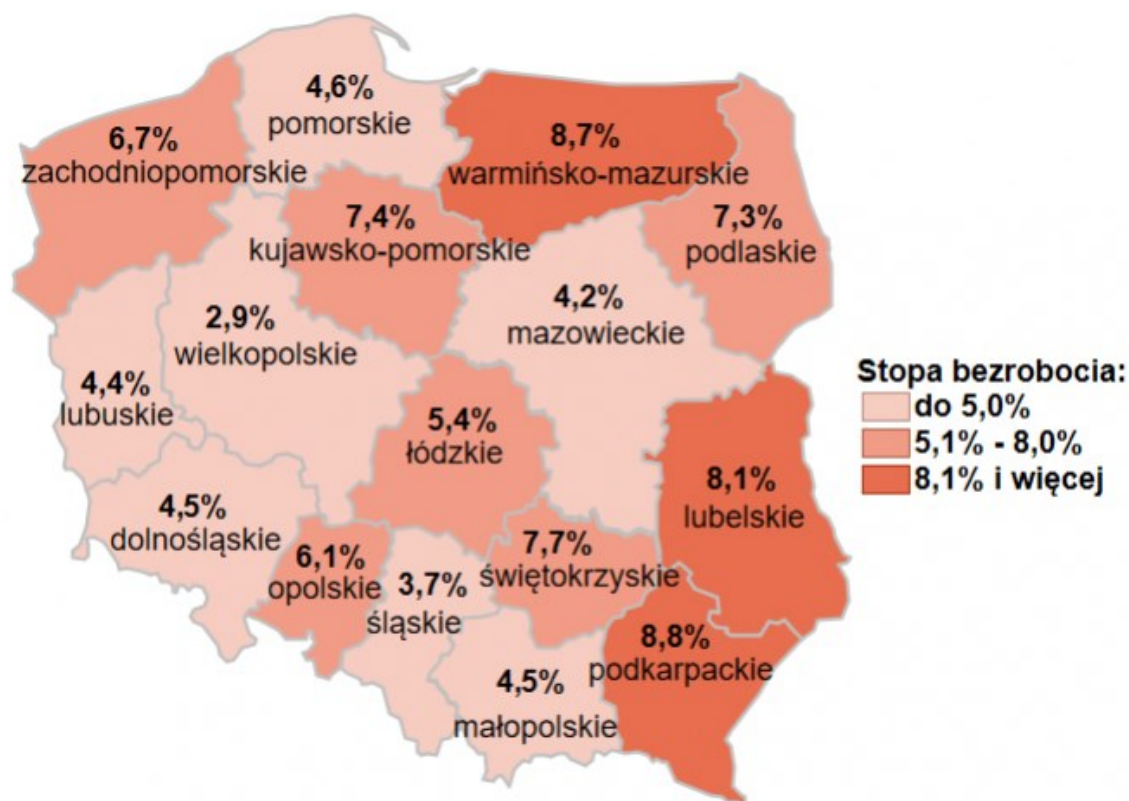 4,6%
pomorskie
6,7%
zachodniopomorskie
8,7%
warmińsko-mazurskie
7,4%
kujawsko-pomorskie
7,3%
podlaskie
4,2%
mazowieckie
2,9%
wielkopolskie
4,4%
lubuskie
5,4%
łódzkie
Stopa bezrobocia:
do 5,0%
5,1% - 8,0%
8,1% i więcej
8,1%
lubelskie
4,5%
dolnośląskie
6,1%
opolskie
3,7%
śląskie
7,7%
świętokrzyskie
8,8%
podkarpackie
4,5%
małopolskie